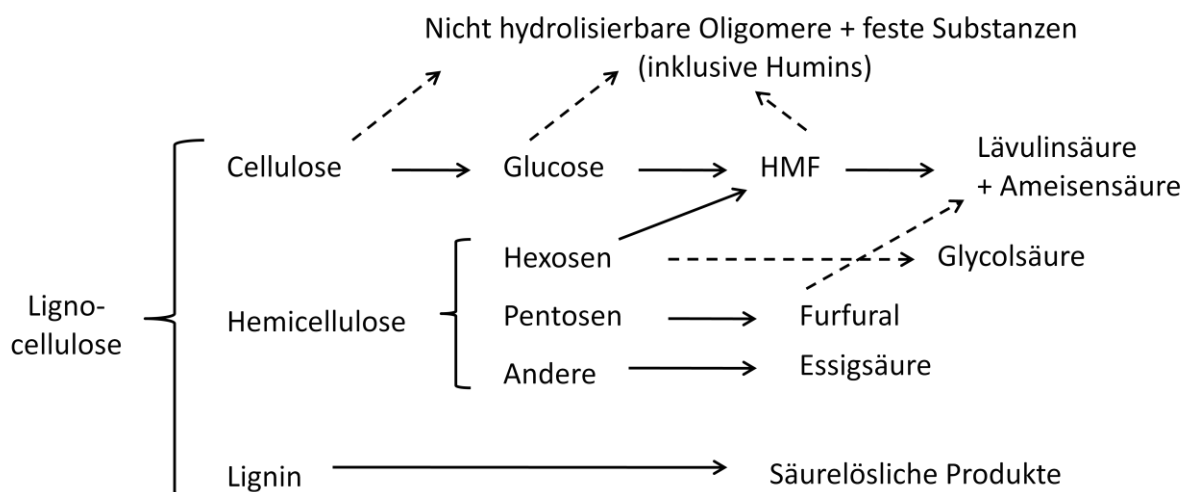 Nicht hydrolisierbare Oligomere + feste Substanzen
(inklusive Humins)
Cellulose
Glucose
HMF
Lävulinsäure
+ Ameisensäure
Hexosen
Glycolsäure
Ligno-
cellulose
Hemicellulose
Pentosen
Furfural
Andere
Essigsäure
Lignin
Säurelösliche Produkte